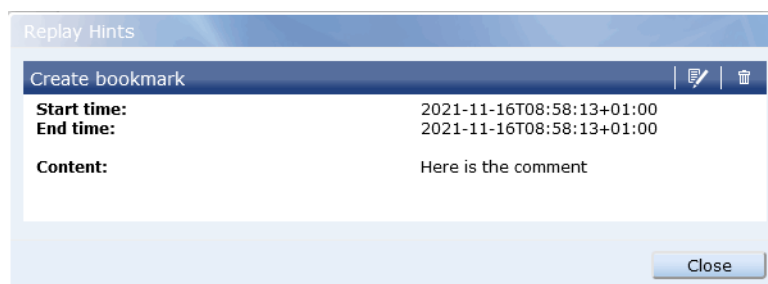 Replay Hints
Create bookmark
Start time: 2021-11-16T08:58:13+01:00
End time: 2021-11-16T08:58:13+01:00
Content: Here is the comment
Close